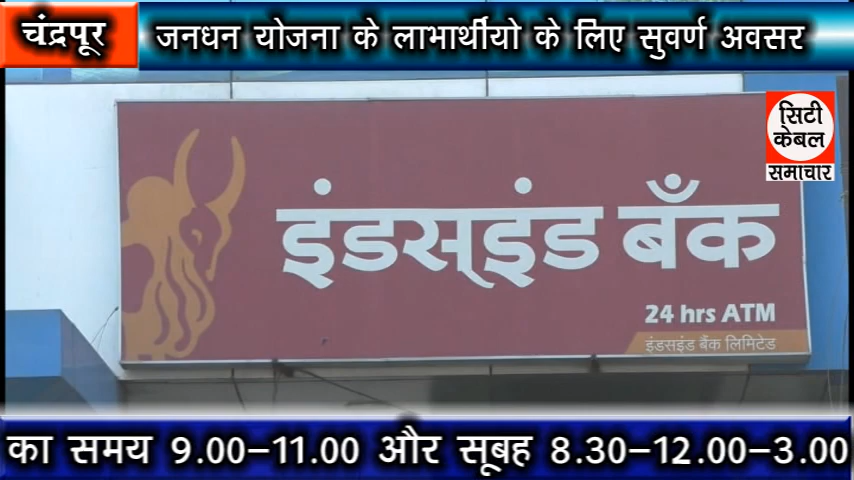 चंद्रपूर्
जनधन योजना के लाभार्थीयो के लिए सुवर्ण अवसर
सिटी
केबल
समाचार
इंडस्इंड बँक
24 hrs ATM
इंडसइंड बैंक लिमिटेड
का समय 9.00-11.00 और सूबह 8.30-12.00-3.00